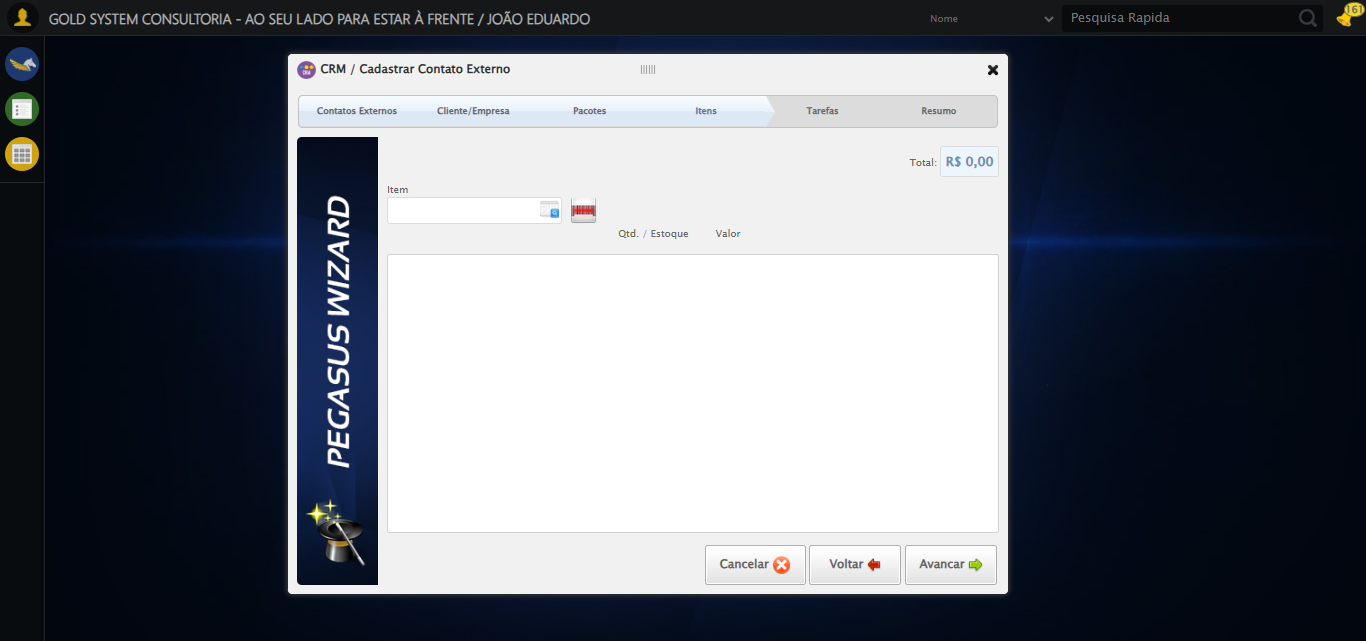 GOLD SYSTEM CONSULTORIA - AO SEU LADO PARA ESTAR À FRENTE / JOÃO EDUARDO
Nome
Pesquisa Rapida
161
CRM / Cadastrar Contato Externo
Contatos Externos
Cliente/Empresa
Pacotes
Itens
Tarefas
Resumo
Total: R$ 0,00
PEGASUS WIZARD
Item
Qtd. / Estoque
Valor
Cancelar
Voltar
Avancar